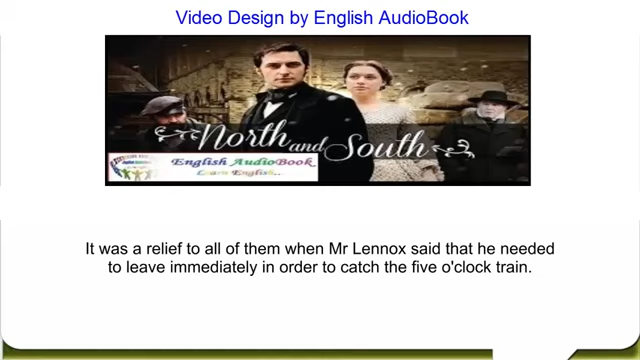 Video Design by English AudioBook
North and South
English AudioBook
Learn English...
It was a relief to all of them when Mr Lennox said that he needed
to leave immediately in order to catch the five o'clock train.